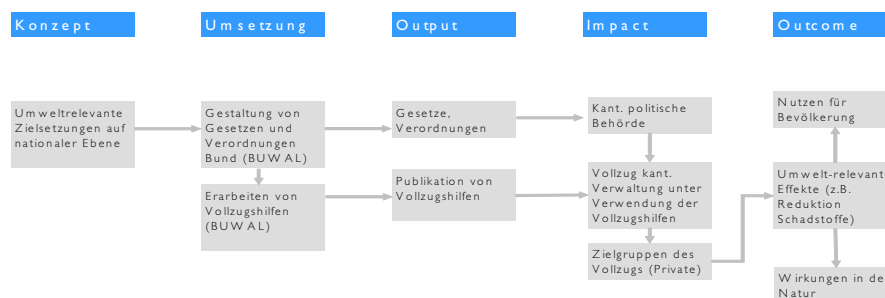 Konzept
Umsetzung
Output
Impact
Outcome
Umweltrelevante
Zielsetzungen auf
nationaler Ebene
Gestaltung von
Gesetzen und
Verordnungen
Bund (BUWAL)
Erarbeiten von
Vollzugshilfen
(BUWAL)
Gesetze,
Verordnungen
Publikation von
Vollzugshilfen
Kant. politische
Behörde
Vollzug kant.
Verwaltung unter
Verwendung der
Vollzugshilfen
Zielgruppen des
Vollzugs (Private)
Nutzen für
Bevölkerung
Umwelt-relevante
Effekte (z.B.
Reduktion
Schadstoffe)
Wirkungen in de
Natur